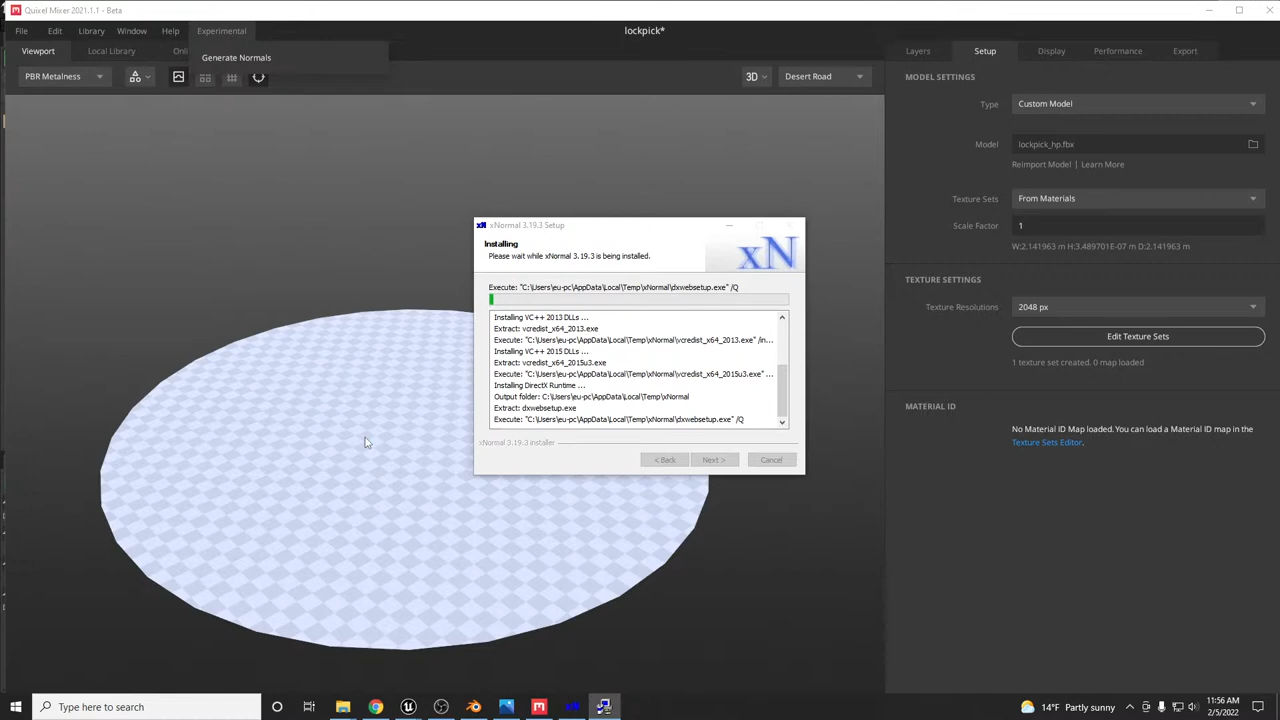 Quixel Mixer 2021.1.1 - Beta
File Edit Library Window Help Experimental
lockpick*
Viewport Local Library Onli
Generate Normals
PBR Metalness
3D
Desert Road
Layers Setup Display Performance Export
MODEL SETTINGS
Type Custom Model
Model lockpick_hp.fbx
Reimport Model | Learn More
Texture Sets From Materials
Scale Factor 1
W:2.141963 m H:3.489701E-07 m D:2.141963 m
TEXTURE SETTINGS
Texture Resolutions 2048 px
Edit Texture Sets
1 texture set created. 0 map loaded
MATERIAL ID
No Material ID Map loaded.You can load a Material ID map in the
Texture Sets Editor.
xN xNormal 3.19.3 Setup
Installing
Please wait while xNormal 3.19.3 is being installed.
xN
Execute: "C:\Users\eu-pc\AppData\Local\Temp\xNormal\dxwebsetup.exe" /Q
Installing VC++ 2013 DLLs ...
Extract: vcredist_x64_2013.exe
Execute: "C:\Users\eu-pc\AppData\Local\Temp\xNormal\vcredist_x64_2013.exe" /in...
Installing VC++ 2015 DLLs ...
Extract: vcredist_x64_2015u3.exe
Execute: "C:\Users\eu-pc\AppData\Local\Temp\xNormal\vcredist_x64_2015u3.exe" ...
Installing DirectX Runtime ...
Output folder: C:\Users\eu-pc\AppData\Local\Temp\xNormal
Extract: dxwebsetup.exe
Execute: "C:\Users\eu-pc\AppData\Local\Temp\xNormal\dxwebsetup.exe" /Q
xNormal 3.19.3 installer
< Back Next > Cancel
Type here to search
14°F Partly sunny
11:56 AM
2/5/2022